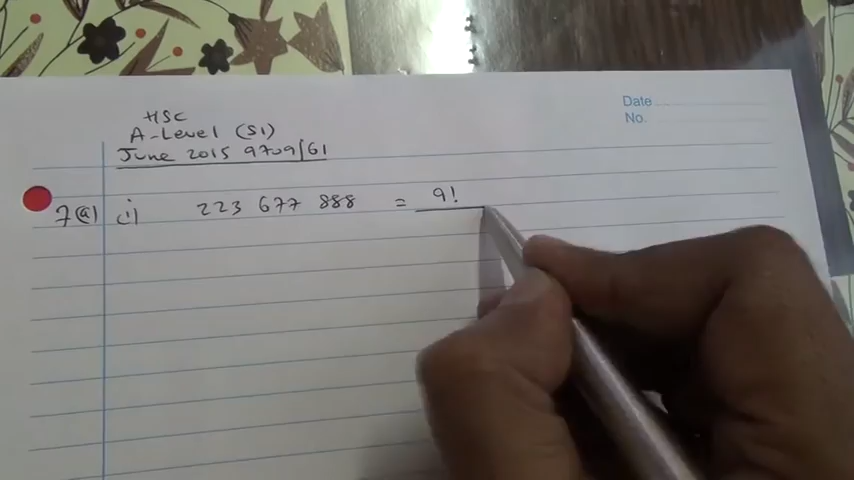 Date
No.
HSC
A-Level (S1)
June 2015 9709/61
7(a) (i) 223 677 888 = 9!